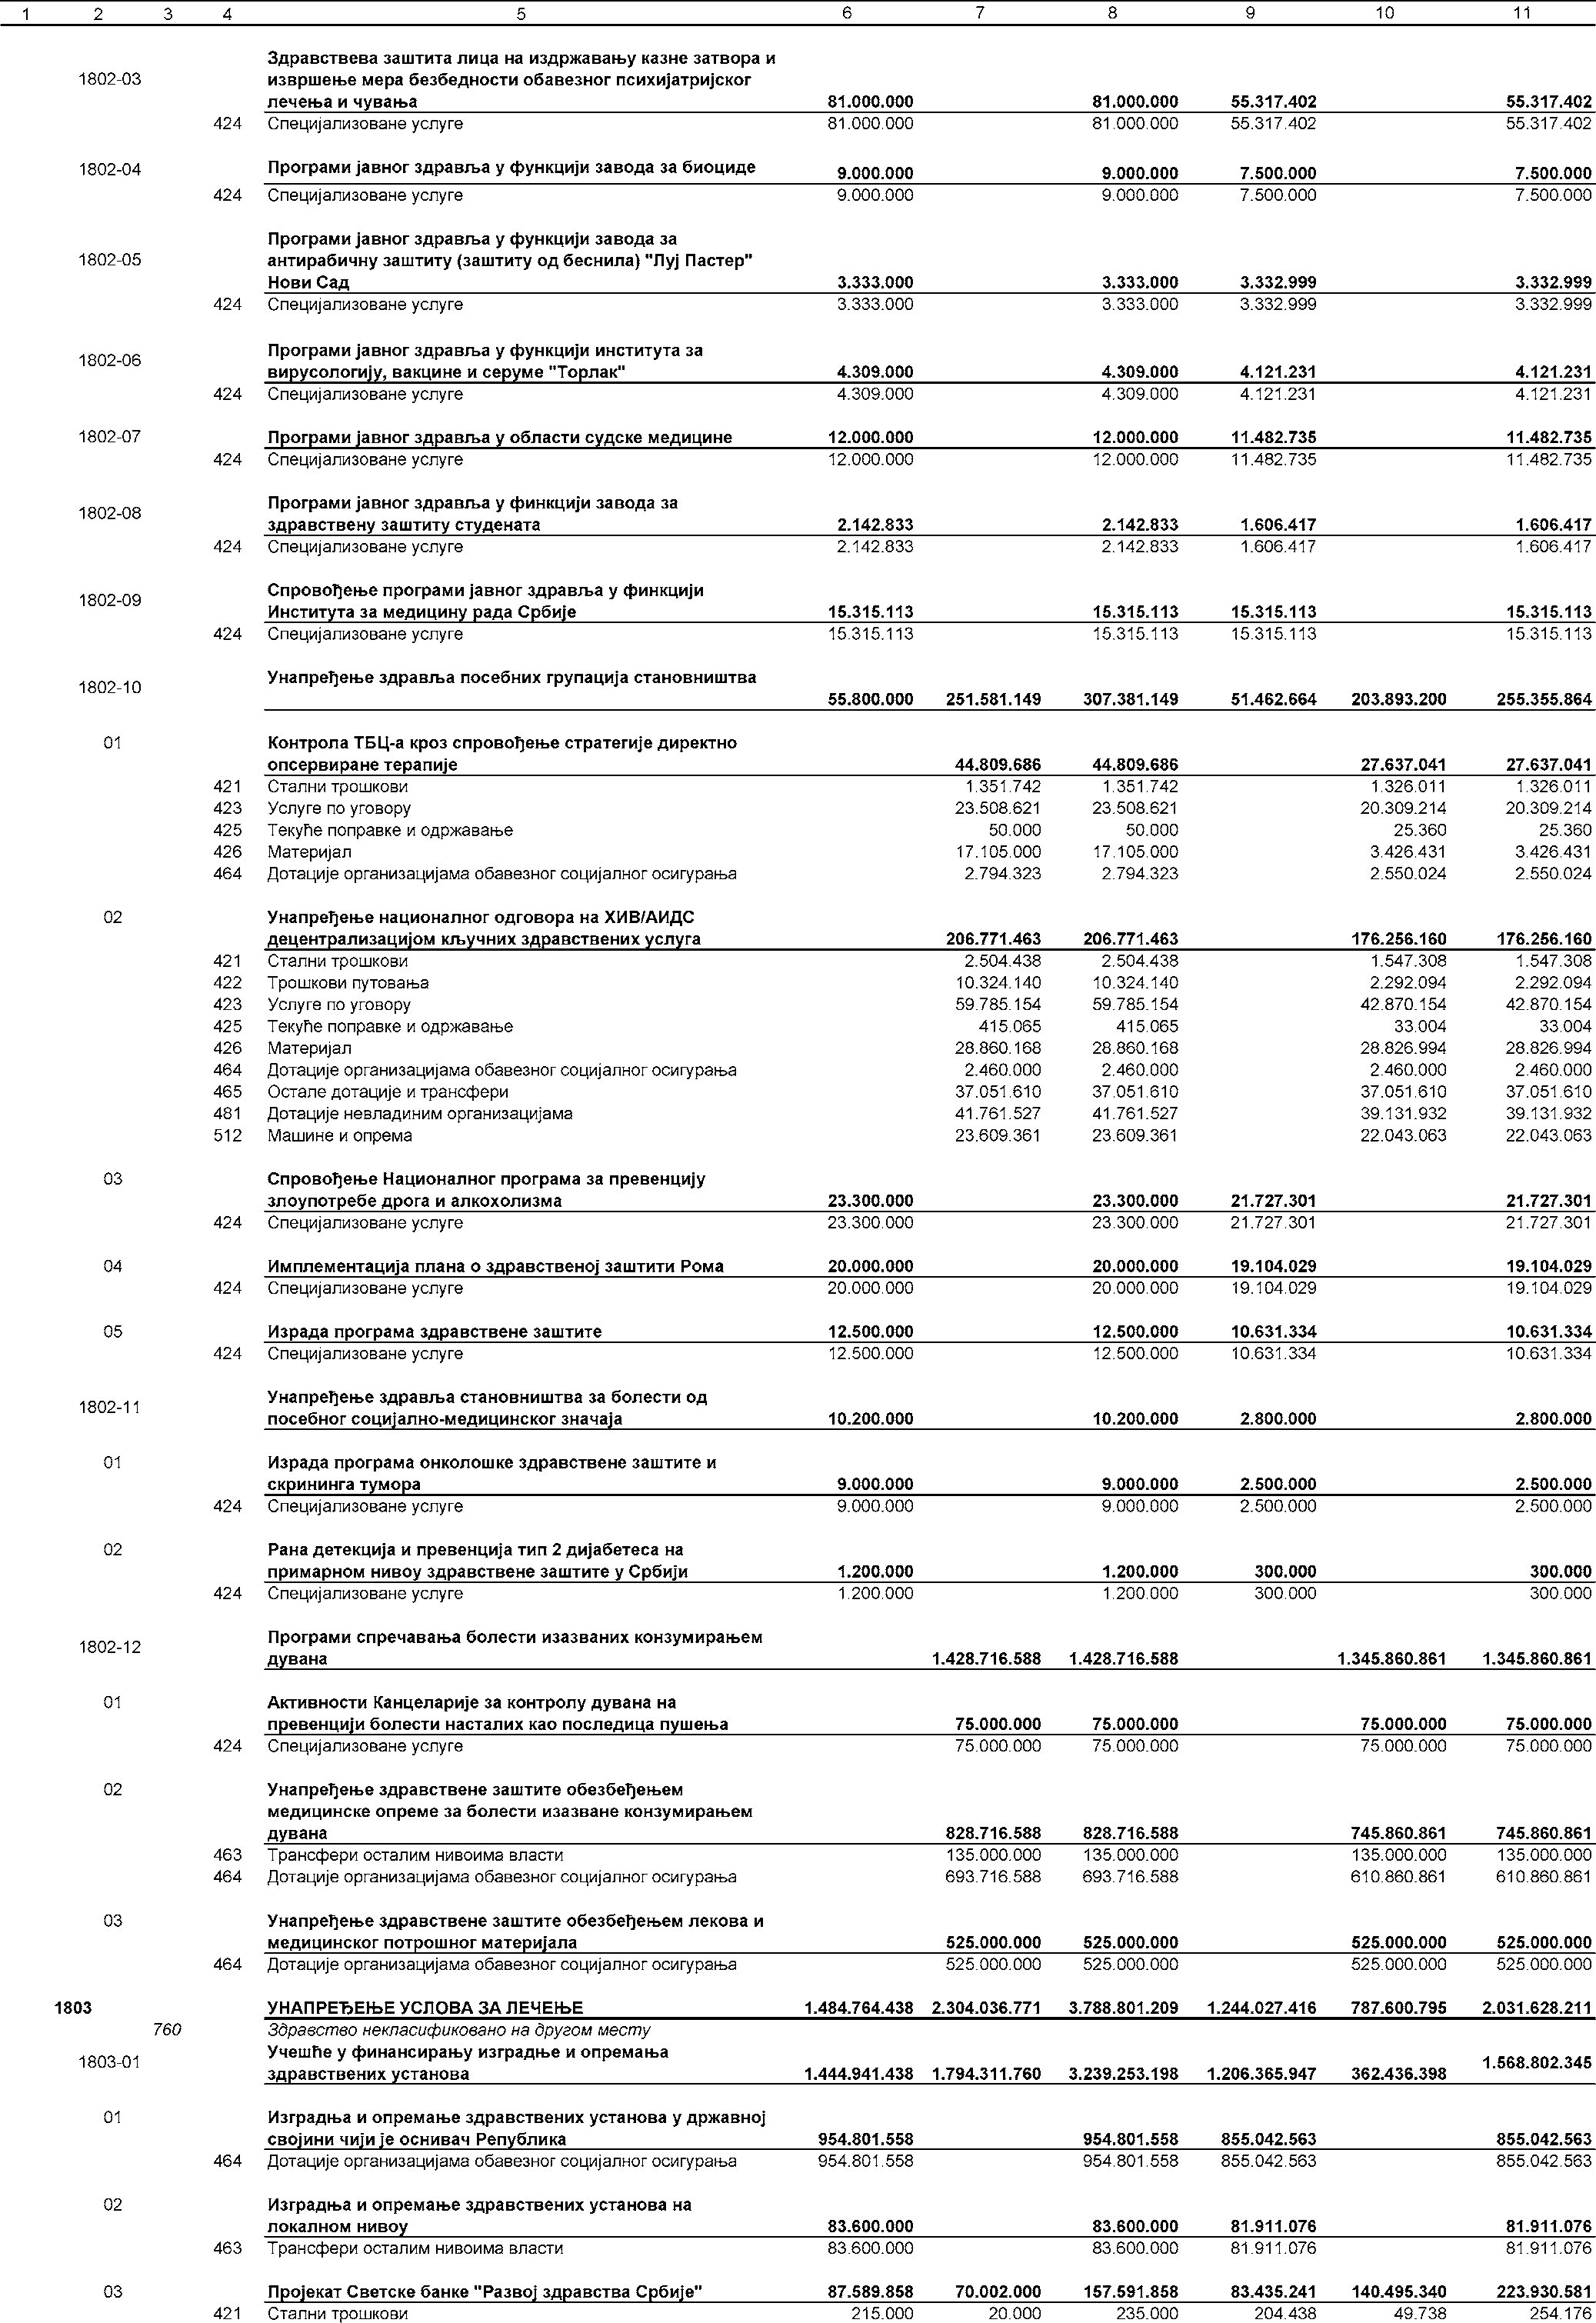 1 2 3 4 5 6 7 8 9 10 11
Здравствева заштита лица на издржавању казне затвора и
1802-03 извршење мера безбедности обавезног психијатријског
лечења и чувања 81.000.000 81.000.000 55.317.402 55.317.402
424 Специјализоване услуге 81.000.000 81.000.000 55.317.402 55.317.402
1802-04 Програми јавног здравља у функцији завода за биоциде 9.000.000 9.000.000 7.500.000 7.500.000
424 Специјализоване услуге 9.000.000 9.000.000 7.500.000 7.500.000
Програми јавног здравља у функцији завода за
1802-05 антирабичну заштиту (заштиту од беснила) "Луј Пастер"
Нови Сад 3.333.000 3.333.000 3.332.999 3.332.999
424 Специјализоване услуге 3.333.000 3.333.000 3.332.999 3.332.999
1802-06 Програми јавног здравља у функцији института за
вирусологију, вакцине и серуме "Торлак" 4.309.000 4.309.000 4.121.231 4.121.231
424 Специјализоване услуге 4.309.000 4.309.000 4.121.231 4.121.231
1802-07 Програми јавног здравља у области судске медицине 12.000.000 12.000.000 11.482.735 11.482.735
424 Специјализоване услуге 12.000.000 12.000.000 11.482.735 11.482.735
1802-08 Програми јавног здравља у финкцији завода за
здравствену заштиту студената 2.142.833 2.142.833 1.606.417 1.606.417
424 Специјализоване услуге 2.142.833 2.142.833 1.606.417 1.606.417
1802-09 Спровођење програми јавног здравља у финкцији
Института за медицину рада Србије 15.315.113 15.315.113 15.315.113 15.315.113
424 Специјализоване услуге 15.315.113 15.315.113 15.315.113 15.315.113
1802-10 Унапређење здравља посебних групација становништва
55.800.000 251.581.149 307.381.149 51.462.664 203.893.200 255.355.864
01 Контрола ТБЦ-а кроз спровођење стратегије директно
опсервиране терапије 44.809.686 44.809.686 27.637.041 27.637.041
421 Стални трошкови 1.351.742 1.351.742 1.326.011 1.326.011
423 Услуге по уговору 23.508.621 23.508.621 20.309.214 20.309.214
425 Текуће поправке и одржавање 50.000 50.000 25.360 25.360
426 Материјал 17.105.000 17.105.000 3.426.431 3.426.431
464 Дотације организацијама обавезног социјалног осигурања 2.794.323 2.794.323 2.550.024 2.550.024
02 Унапређење националног одговора на ХИВ/АИДС
децентрализацијом кључних здравствених услуга 206.771.463 206.771.463 176.256.160 176.256.160
421 Стални трошкови 2.504.438 2.504.438 1.547.308 1.547.308
422 Трошкови путовања 10.324.140 10.324.140 2.292.094 2.292.094
423 Услуге по уговору 59.785.154 59.785.154 42.870.154 42.870.154
425 Текуће поправке и одржавање 415.065 415.065 33.004 33.004
426 Материјал 28.860.168 28.860.168 28.826.994 28.826.994
464 Дотације организацијама обавезног социјалног осигурања 2.460.000 2.460.000 2.460.000 2.460.000
465 Остале дотације и трансфери 37.051.610 37.051.610 37.051.610 37.051.610
481 Дотације невладиним организацијама 41.761.527 41.761.527 39.131.932 39.131.932
512 Машине и опрема 23.609.361 23.609.361 22.043.063 22.043.063
03 Спровођење Националног програма за превенцију
злоупотребе дрога и алкохолизма 23.300.000 23.300.000 21.727.301 21.727.301
424 Специјализоване услуге 23.300.000 23.300.000 21.727.301 21.727.301
04 Имплементација плана о здравственој заштити Рома 20.000.000 20.000.000 19.104.029 19.104.029
424 Специјализоване услуге 20.000.000 20.000.000 19.104.029 19.104.029
05 Израда програма здравствене заштите 12.500.000 12.500.000 10.631.334 10.631.334
424 Специјализоване услуге 12.500.000 12.500.000 10.631.334 10.631.334
1802-11 Унапређење здравља становништва за болести од
посебног социјално-медицинског значаја 10.200.000 10.200.000 2.800.000 2.800.000
01 Израда програма онколошке здравствене заштите и
скрининга тумора 9.000.000 9.000.000 2.500.000 2.500.000
424 Специјализоване услуге 9.000.000 9.000.000 2.500.000 2.500.000
02 Рана детекција и превенција тип 2 дијабетеса на
примарном нивоу здравствене заштите у Србији 1.200.000 1.200.000 300.000 300.000
424 Специјализоване услуге 1.200.000 1.200.000 300.000 300.000
1802-12 Програми спречавања болести изазваних конзумирањем
дувана 1.428.716.588 1.428.716.588 1.345.860.861 1.345.860.861
01 Активности Канцеларије за контролу дувана на
превенцији болести насталих као последица пушења 75.000.000 75.000.000 75.000.000 75.000.000
424 Специјализоване услуге 75.000.000 75.000.000 75.000.000 75.000.000
02 Унапређење здравствене заштите обезбеђењем
медицинске опреме за болести изазване конзумирањем
дувана 828.716.588 828.716.588 745.860.861 745.860.861
463 Трансфери осталим нивоима власти 135.000.000 135.000.000 135.000.000 135.000.000
464 Дотације организацијама обавезног социјалног осигурања 693.716.588 693.716.588 610.860.861 610.860.861
03 Унапређење здравствене заштите обезбеђењем лекова и
медицинског потрошног материјала 525.000.000 525.000.000 525.000.000 525.000.000
464 Дотације организацијама обавезног социјалног осигурања 525.000.000 525.000.000 525.000.000 525.000.000
1803 УНАПРЕЂЕЊЕ УСЛОВА ЗА ЛЕЧЕЊЕ 1.484.764.438 2.304.036.771 3.788.801.209 1.244.027.416 787.600.795 2.031.628.211
760 Здравство некласификовано на другом месту
1803-01 Учешће у финансирању изградње и опремања 1.568.802.345
здравствених установа 1.444.941.438 1.794.311.760 3.239.253.198 1.206.365.947 362.436.398
01 Изградња и опремање здравствених установа у државној
својини чији је оснивач Република 954.801.558 954.801.558 855.042.563 855.042.563
464 Дотације организацијама обавезног социјалног осигурања 954.801.558 954.801.558 855.042.563 855.042.563
02 Изградња и опремање здравствених установа на
локалном нивоу 83.600.000 83.600.000 81.911.076 81.911.076
463 Трансфери осталим нивоима власти 83.600.000 83.600.000 81.911.076 81.911.076
03 Пројекат Светске банке "Развој здравства Србије" 87.589.858 70.002.000 157.591.858 83.435.241 140.495.340 223.930.581
421 Стални трошкови 215.000 20.000 235.000 204.438 49.738 254.176